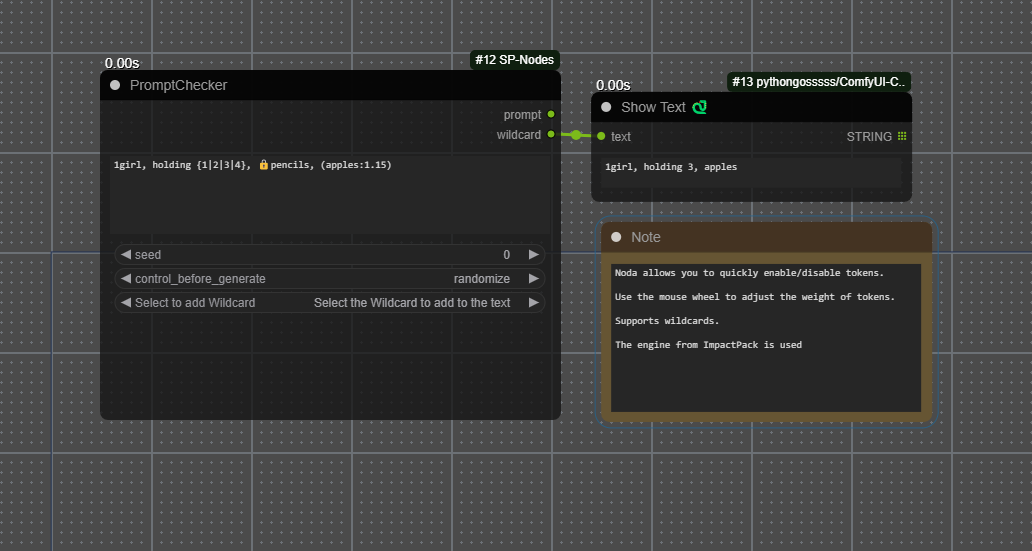 0.00s
#12 SP-Nodes
PromptChecker
prompt
wildcard
1girl, holding {1|2|3|4}, 🔒pencils, (apples:1.15)
seed 0
control_before_generate randomize
Select to add Wildcard Select the Wildcard to add to the text
0.00s
#13 pythongosssss/ComfyUI-C..
Show Text
text STRING
1girl, holding 3, apples
Note
Noda allows you to quickly enable/disable tokens.
Use the mouse wheel to adjust the weight of tokens.
Supports wildcards.
The engine from ImpactPack is used